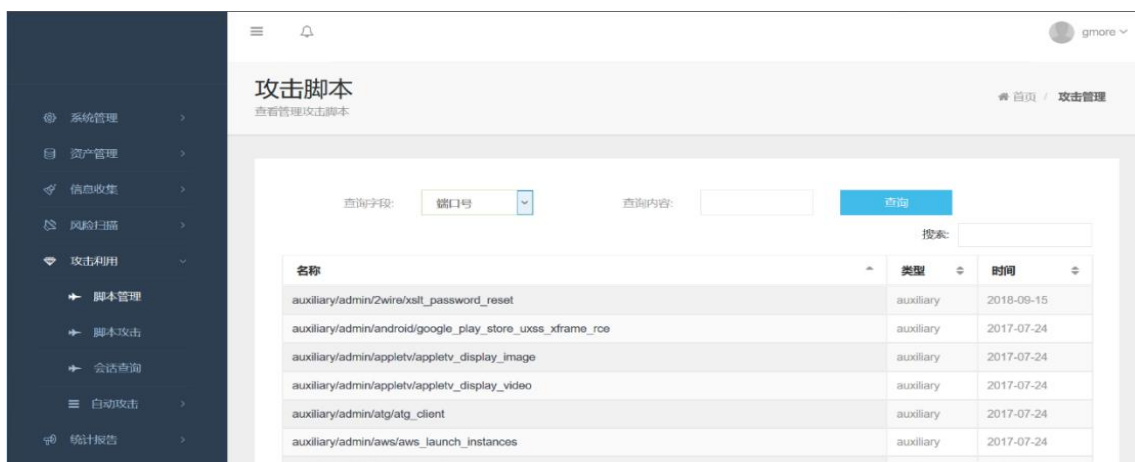 gmore
攻击脚本
查看管理攻击脚本
首页 / 攻击管理
系统管理
资产管理
信息收集
风险扫描
攻击利用
脚本管理
脚本攻击
会话查询
自动攻击
统计报告
查询字段: 端口号 查询内容: 查询
搜索:
名称 类型 时间
auxiliary/admin/2wire/xslt_password_reset auxiliary 2018-09-15
auxiliary/admin/android/google_play_store_uxss_xframe_rce auxiliary 2017-07-24
auxiliary/admin/appletv/appletv_display_image auxiliary 2017-07-24
auxiliary/admin/appletv/appletv_display_video auxiliary 2017-07-24
auxiliary/admin/atg/atg_client auxiliary 2017-07-24
auxiliary/admin/aws/aws_launch_instances auxiliary 2017-07-24